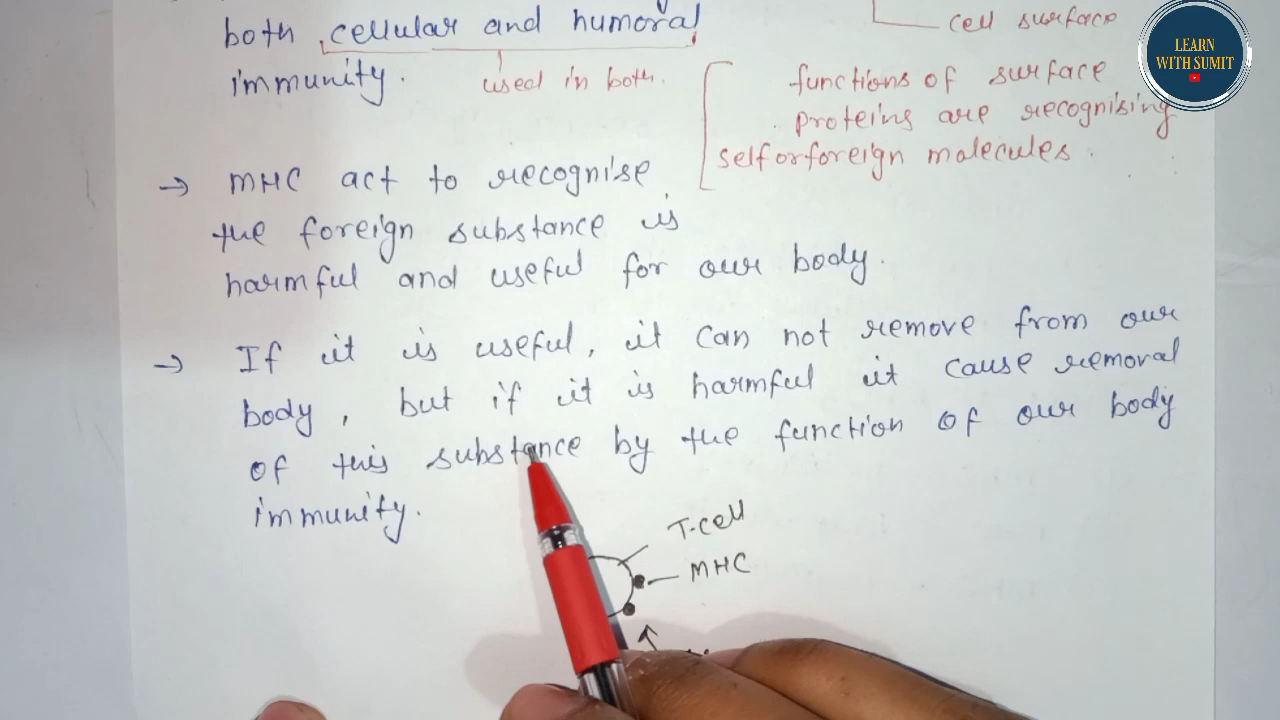 both cellular and humoral
immunity.
used in both.
cell surface
functions of surface
proteins are recognising
self or foreign molecules.
→ MHC act to recognise
the foreign substance is
harmful and useful for our body.
→ If it is useful, it can not remove from our
body, but if it is harmful it cause removal
of this substance by the function of our body
immunity.
T-cell
MHC
LEARN
WITH SUMIT